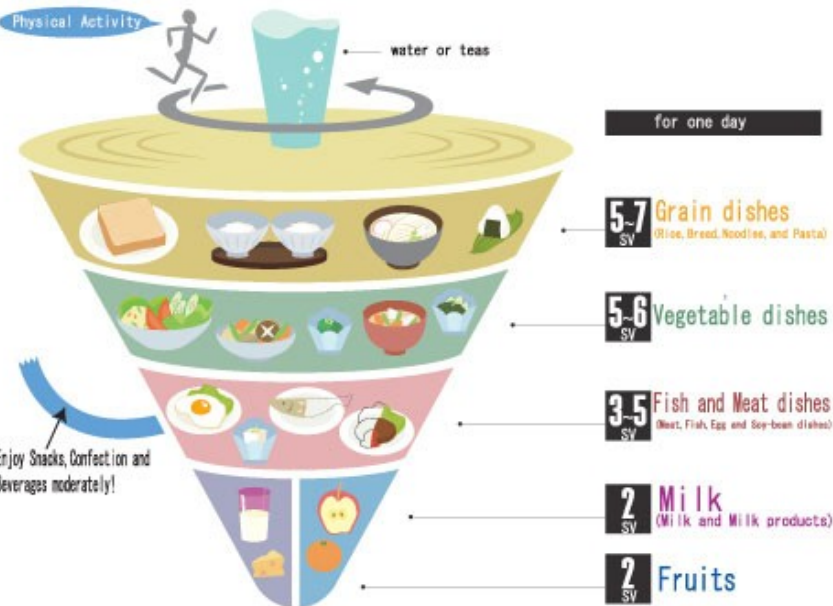 Physical Activity
water or teas
for one day
5~7
SV
Grain dishes
(Rice, Bread, Noodles, and Pasta)
5~6
SV
Vegetable dishes
3~5
SV
Fish and Meat dishes
(Meat, Fish, Egg and Soy-bean dishes)
Enjoy Snacks, Confection and
Beverages moderately!
2
SV
Milk
(Milk and Milk products)
2
SV
Fruits